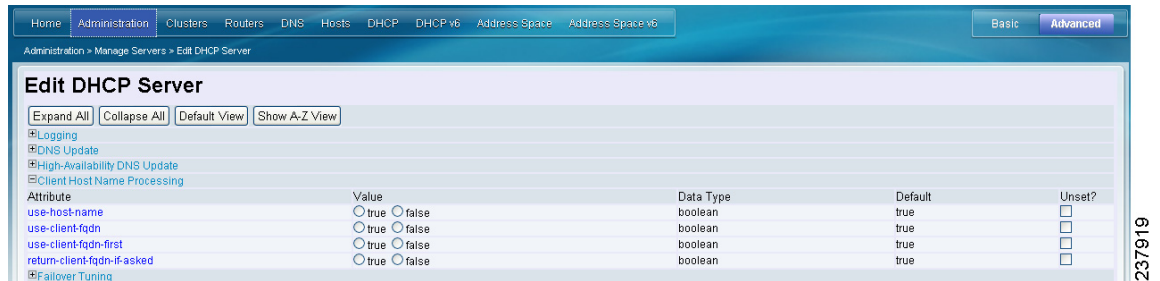 Home Administration Clusters Routers DNS Hosts DHCP DHCP v6 Address Space Address Space v6 Basic Advanced
Administration » Manage Servers » Edit DHCP Server
Edit DHCP Server
Expand All Collapse All Default View Show A-Z View
Logging
DNS Update
High-Availability DNS Update
Client Host Name Processing
Attribute Value Data Type Default Unset?
use-host-name true false boolean true
use-client-fqdn true false boolean true
use-client-fqdn-first true false boolean true
return-client-fqdn-if-asked true false boolean true
Failover Tuning
237919